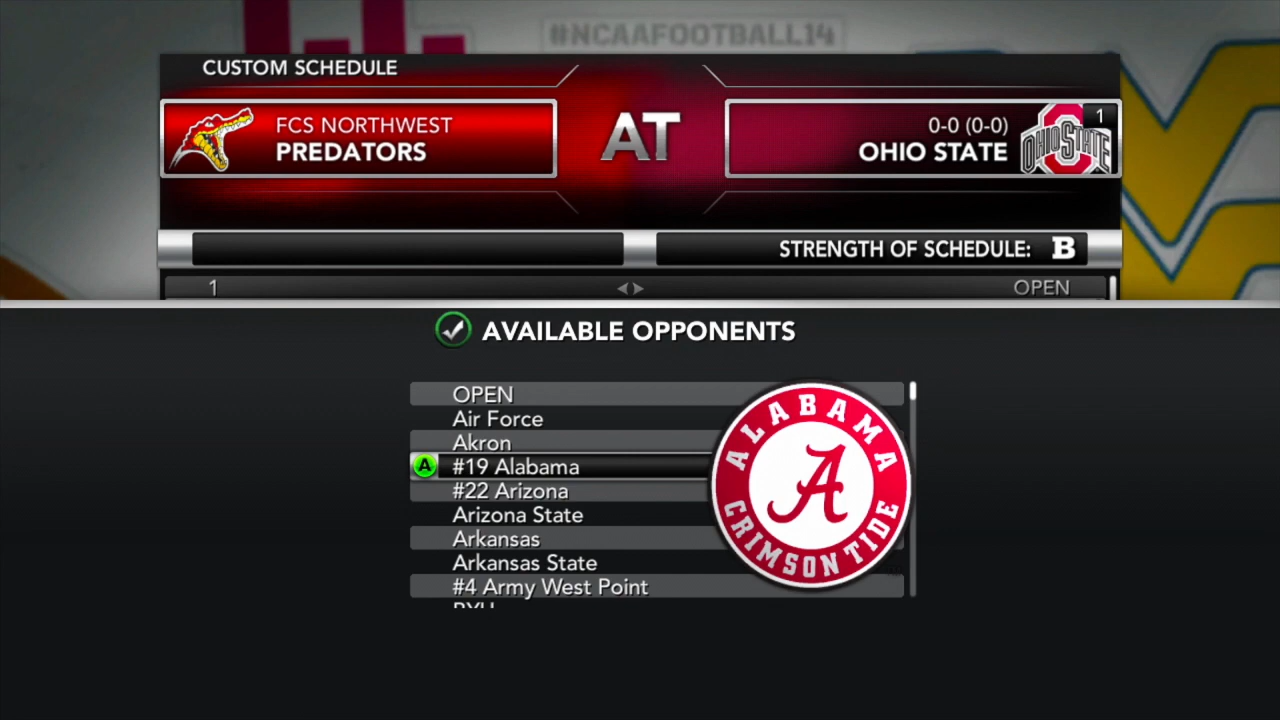 #NCAAFOOTBALL14
CUSTOM SCHEDULE
FCS NORTHWEST
PREDATORS
AT
0-0 (0-0)
OHIO STATE
OHIO STATE
1
STRENGTH OF SCHEDULE: B
1
OPEN
AVAILABLE OPPONENTS
OPEN
Air Force
Akron
A #19 Alabama
#22 Arizona
Arizona State
Arkansas
Arkansas State
#4 Army West Point
BYU
ALABAMA
A
CRIMSON TIDE